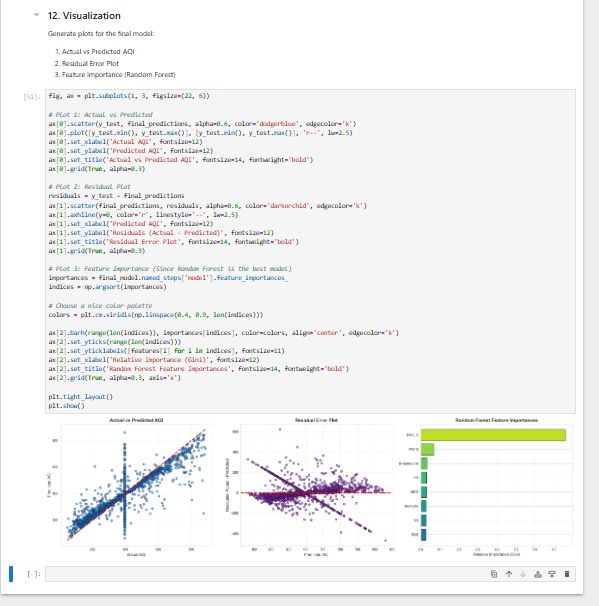 12. Visualization
Generate plots for the final model:
1. Actual vs Predicted AQI
2. Residual Error Plot
3. Feature Importance (Random Forest)
fig, ax = plt.subplots(1, 3, figsize=(22, 6))
# Plot 1: Actual vs Predicted
ax[0].scatter(y_test, final_predictions, alpha=0.6, color='dodgerblue', edgecolor='k')
ax[0].plot([y_test.min(), y_test.max()], [y_test.min(), y_test.max()], 'r--', lw=2.5)
ax[0].set_xlabel('Actual AQI', fontsize=12)
ax[0].set_ylabel('Predicted AQI', fontsize=12)
ax[0].set_title('Actual vs Predicted AQI', fontsize=14, fontweight='bold')
ax[0].grid(True, alpha=0.3)
# Plot 2: Residual Plot
residuals = y_test - final_predictions
ax[1].scatter(final_predictions, residuals, alpha=0.6, color='darkorchid', edgecolor='k')
ax[1].axhline(y=0, color='r', linestyle='--', lw=2.5)
ax[1].set_xlabel('Predicted AQI', fontsize=12)
ax[1].set_ylabel('Residuals (Actual - Predicted)', fontsize=12)
ax[1].set_title('Residual Error Plot', fontsize=14, fontweight='bold')
ax[1].grid(True, alpha=0.3)
# Plot 3: Feature Importance (Since Random Forest is the best model)
importances = final_model.named_steps['model'].feature_importances_
indices = np.argsort(importances)
# Choose a nice color palette
colors = plt.cm.viridis(np.linspace(0.4, 0.9, len(indices)))
ax[2].barh(range(len(indices)), importances[indices], color=colors, align='center', edgecolor='k')
ax[2].set_yticks(range(len(indices)))
ax[2].set_yticklabels([features[i] for i in indices], fontsize=11)
ax[2].set_xlabel('Relative Importance (Gini)', fontsize=12)
ax[2].set_title('Random Forest Feature Importances', fontsize=14, fontweight='bold')
ax[2].grid(True, alpha=0.3, axis='x')
plt.tight_layout()
plt.show()
Actual vs Predicted AQI
Residual Error Plot
Random Forest Feature Importances
Actual AQI
Predicted AQI
Relative Importance (Gini)
[ ]: